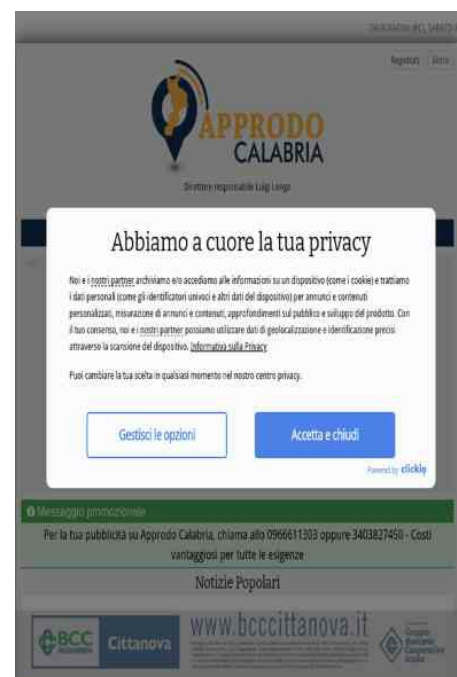 Registrati Entra
APPRODO
CALABRIA
Direttore responsabile Luigi Longo
Abbiamo a cuore la tua privacy
Noi e i nostri partner archiviamo e/o accediamo alle informazioni su un dispositivo (come i cookie) e trattiamo
i dati personali (come gli identificatori univoci e altri dati del dispositivo) per annunci e contenuti
personalizzati, misurazione di annunci e contenuti, approfondimenti sul pubblico e sviluppo del prodotto. Con
il tuo consenso, noi e i nostri partner possiamo utilizzare dati di geolocalizzazione e identificazione precisi
attraverso la scansione del dispositivo. Informativa sulla Privacy
Puoi cambiare la tua scelta in qualsiasi momento nel nostro centro privacy.
Gestisci le opzioni Accetta e chiudi
Powered by clickio
Messaggio promozionale
Per la tua pubblicità su Approdo Calabria, chiama allo 0966611303 oppure 3403827450 - Costi
vantaggiosi per tutte le esigenze
Notizie Popolari
BCC Cittanova www.bcccittanova.it
Gruppo
Bancario
Cooperativo
Iccrea